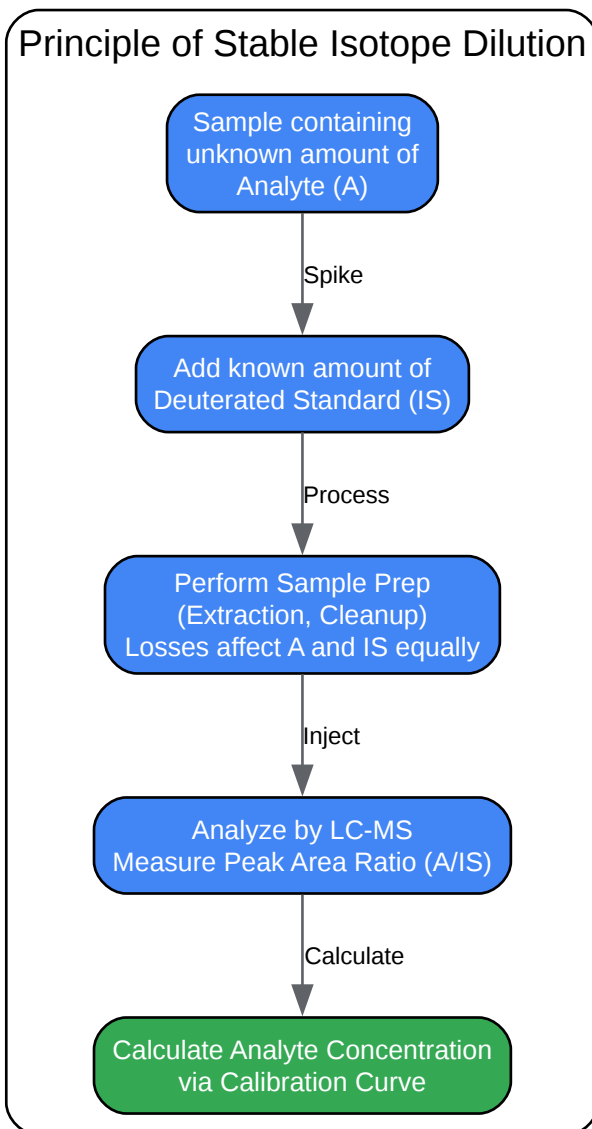 Principle of Stable Isotope Dilution
Sample containing
unknown amount of
Analyte (A)
Spike
Add known amount of
Deuterated Standard (IS)
Process
Perform Sample Prep
(Extraction, Cleanup)
Losses affect A and IS equally
Inject
Analyze by LC-MS
Measure Peak Area Ratio (A/IS)
Calculate
Calculate Analyte Concentration
via Calibration Curve